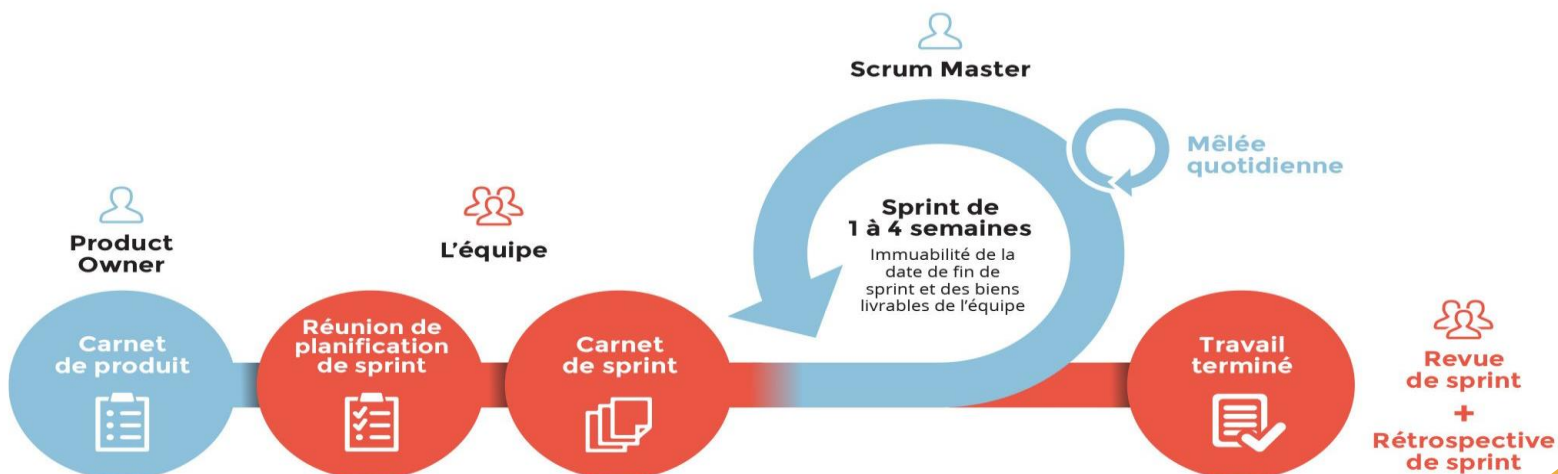 Scrum Master
Mêlée
quotidienne
Product
Owner
L'équipe
Sprint de
1 à 4 semaines
Immuabilité de la
date de fin de
sprint et des biens
livrables de l'équipe
Carnet
de produit
Réunion de
planification
de sprint
Carnet
de sprint
Travail
terminé
Revue
de sprint
+
Rétrospective
de sprint